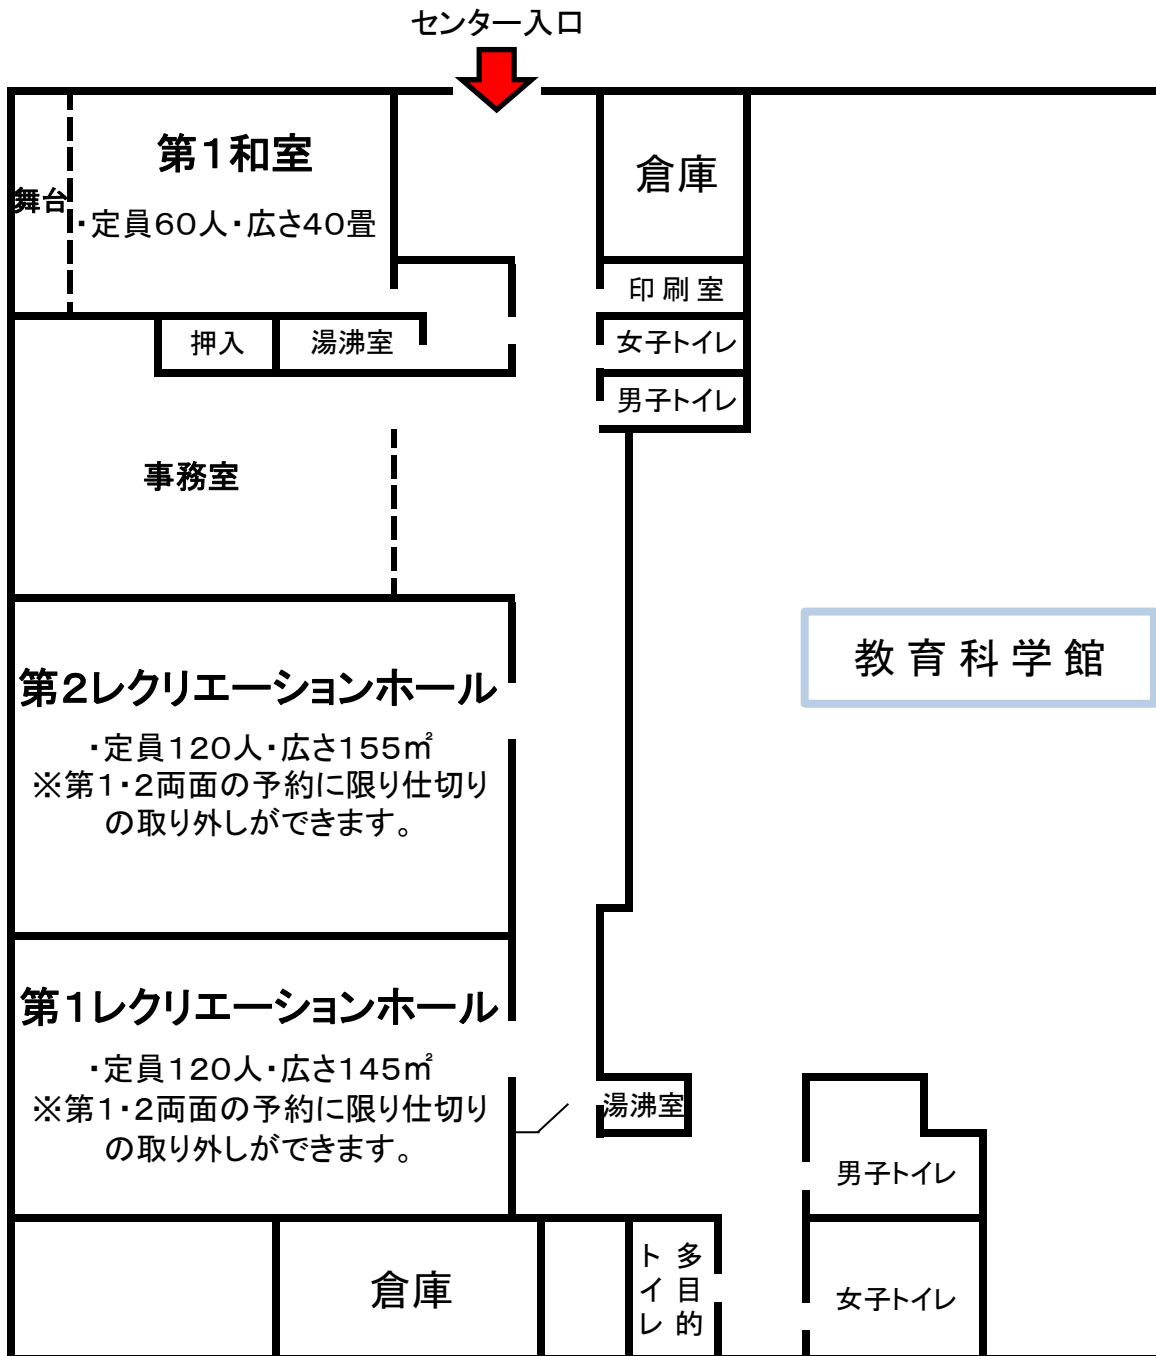 センター入口
第1和室
舞台
・定員60人・広さ40畳
倉庫
印刷室
押入
湯沸室
女子トイレ
男子トイレ
事務室
教育科学館
第2レクリエーションホール
・定員120人・広さ155㎡
※第1・2両面の予約に限り仕切り
の取り外しができます。
第1レクリエーションホール
・定員120人・広さ145㎡
※第1・2両面の予約に限り仕切り
の取り外しができます。
湯沸室
男子トイレ
倉庫
多目的
トイレ
女子トイレ